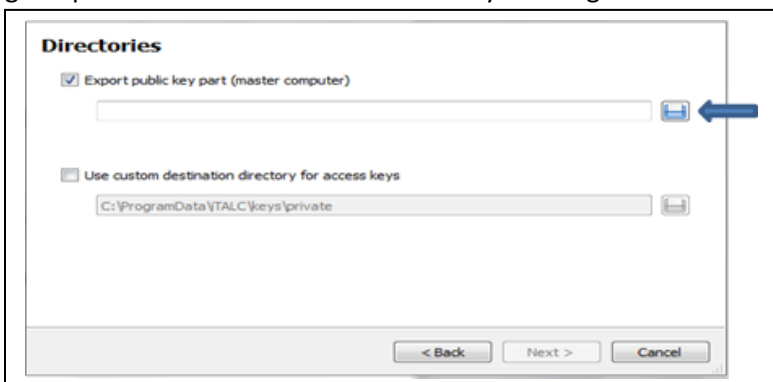 Directories
Export public key part (master computer)
Use custom destination directory for access keys
C:\ProgramData\iTALC\keys\private
< Back Next > Cancel